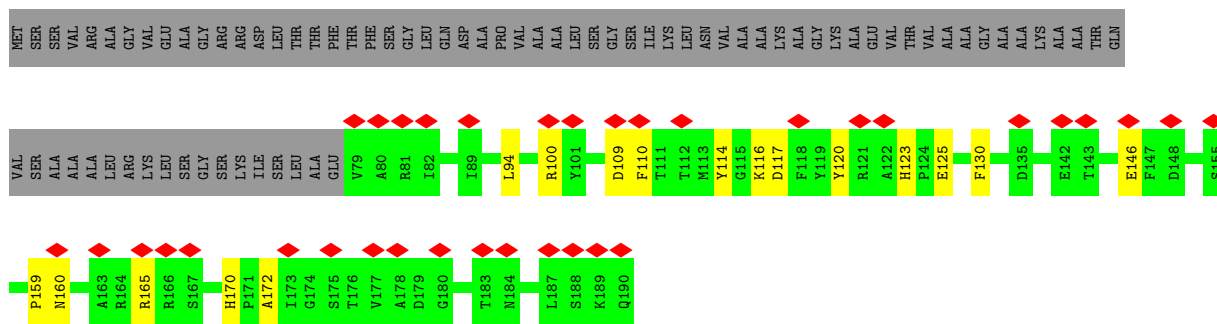 MET SER SER VAL ARG ALA GLY VAL GLU ALA GLY ARG ARG ASP LEU THR THR PHE THR PHE SER GLY LEU GLN ASP ALA PRO VAL ALA ALA LEU SER GLY SER ILE LYS LEU ASN VAL ALA ALA LYS ALA GLY LYS ALA GLU VAL THR VAL ALA ALA GLY ALA ALA LYS ALA ALA THR GLN
VAL SER ALA ALA ALA LEU ARG LYS LEU SER GLY SER LYS ILE SER LEU ALA GLU V79 A80 R81 I82 I89 L94 R100 Y101 D109 F110 T111 T112 M113 Y114 G115 K116 D117 F118 Y119 Y120 R121 A122 H123 P124 E125 F130 D135 E142 T143 E146 F147 D148 S155
P159 N160 A163 R164 R165 R166 S167 H170 P171 A172 I173 G174 S175 T176 V177 A178 D179 G180 T183 N184 L187 S188 K189 Q190